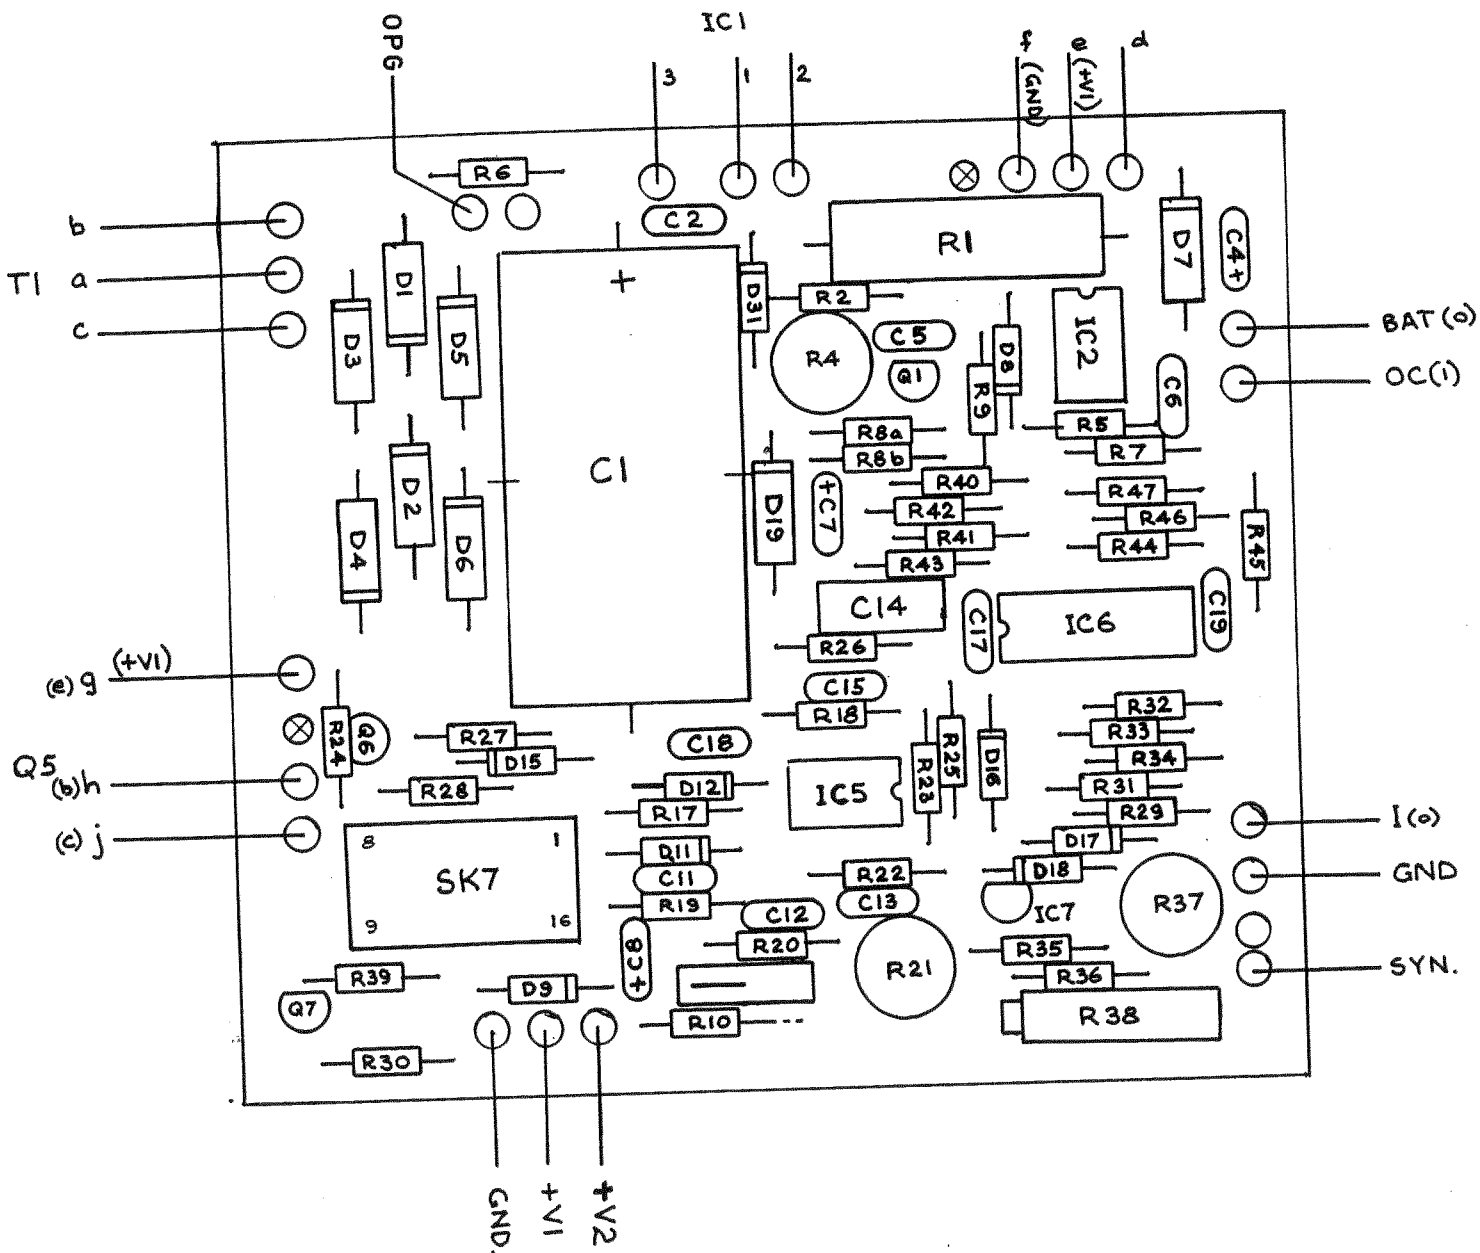 IC1
OPG
3
1
2
f (GND)
e (+V1)
d
R6
b
T1 a
c
C2
R1
D7
C4+
D1
D3
D5
+
D31
R2
R4
C5
Q1
R9
D8
IC2
C6
BAT(0)
OC(1)
R8a
R8b
R5
R7
C1
D2
D4
D6
D19
+C7
R40
R42
R41
R43
R47
R46
R44
R45
C14
C17
IC6
C19
R26
C15
R18
(e) g (+V1)
R24
Q6
R27
D15
R28
C18
D12
R17
IC5
R23
R25
D16
R32
R33
R34
R31
R29
D17
D18
Q5
(b)h
(c) j
8 1
SK7
9 16
D11
C11
R19
C12
R20
C8+
R22
C13
R21
IC7
R37
R35
R36
R38
I(0)
GND
SYN.
R39
Q7
D9
R10
R30
GND.
+V1
+V2